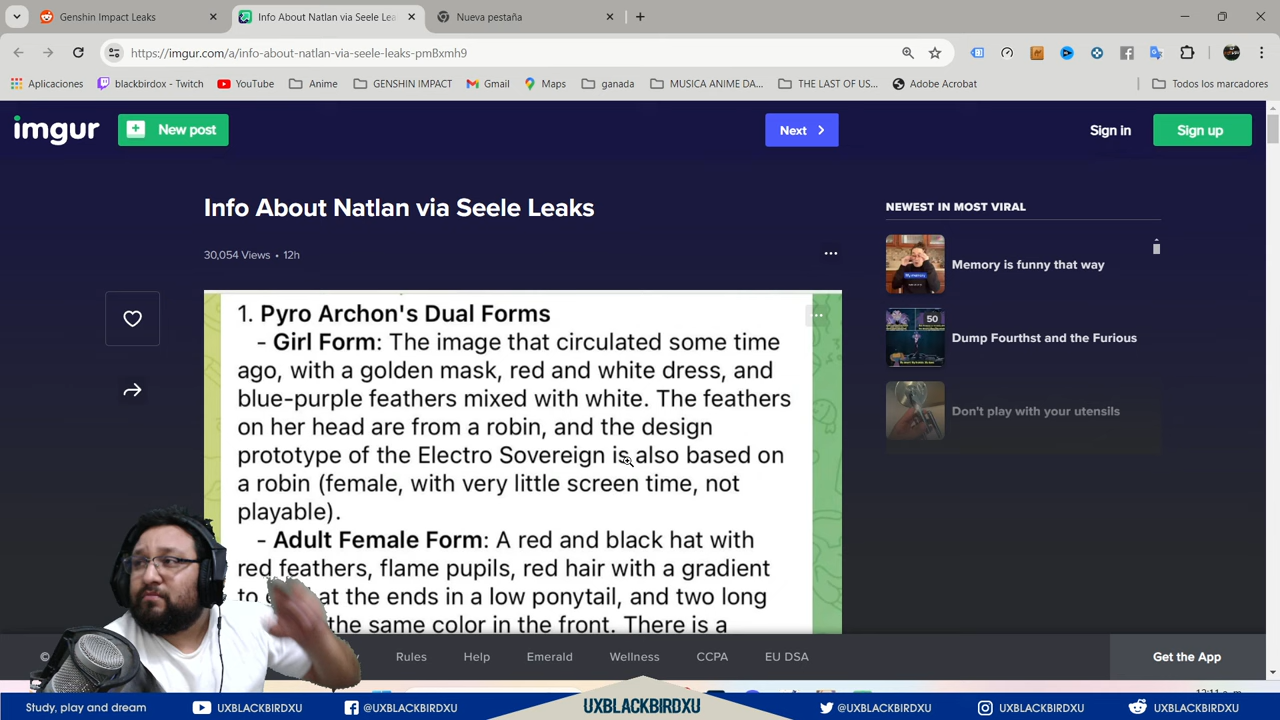 Genshin Impact Leaks
Info About Natlan via Seele Lea
Nueva pestaña
https://imgur.com/a/info-about-natlan-via-seele-leaks-pm8xmh9
Aplicaciones
blackbirdox - Twitch
YouTube
Anime
GENSHIN IMPACT
Gmail
Maps
ganada
MUSICA ANIME DA...
THE LAST OF US...
Adobe Acrobat
Todos los marcadores
imgur
New post
Next
Sign in
Sign up
Info About Natlan via Seele Leaks
30,054 Views • 12h
1. Pyro Archon's Dual Forms
- Girl Form: The image that circulated some time
ago, with a golden mask, red and white dress, and
blue-purple feathers mixed with white. The feathers
on her head are from a robin, and the design
prototype of the Electro Sovereign is also based on
a robin (female, with very little screen time, not
playable).
- Adult Female Form: A red and black hat with
red feathers, flame pupils, red hair with a gradient
to at the ends in a low ponytail, and two long
the same color in the front. There is a
NEWEST IN MOST VIRAL
Memory is funny that way
50
Dump Fourthst and the Furious
Don't play with your utensils
©
Rules
Help
Emerald
Wellness
CCPA
EU DSA
Get the App
Study, play and dream
UXBLACKBIRDXU
@UXBLACKBIRDXU
UXBLACKBIRDXU
@UXBLACKBIRDXU
UXBLACKBIRDXU
UXBLACKBIRDXU